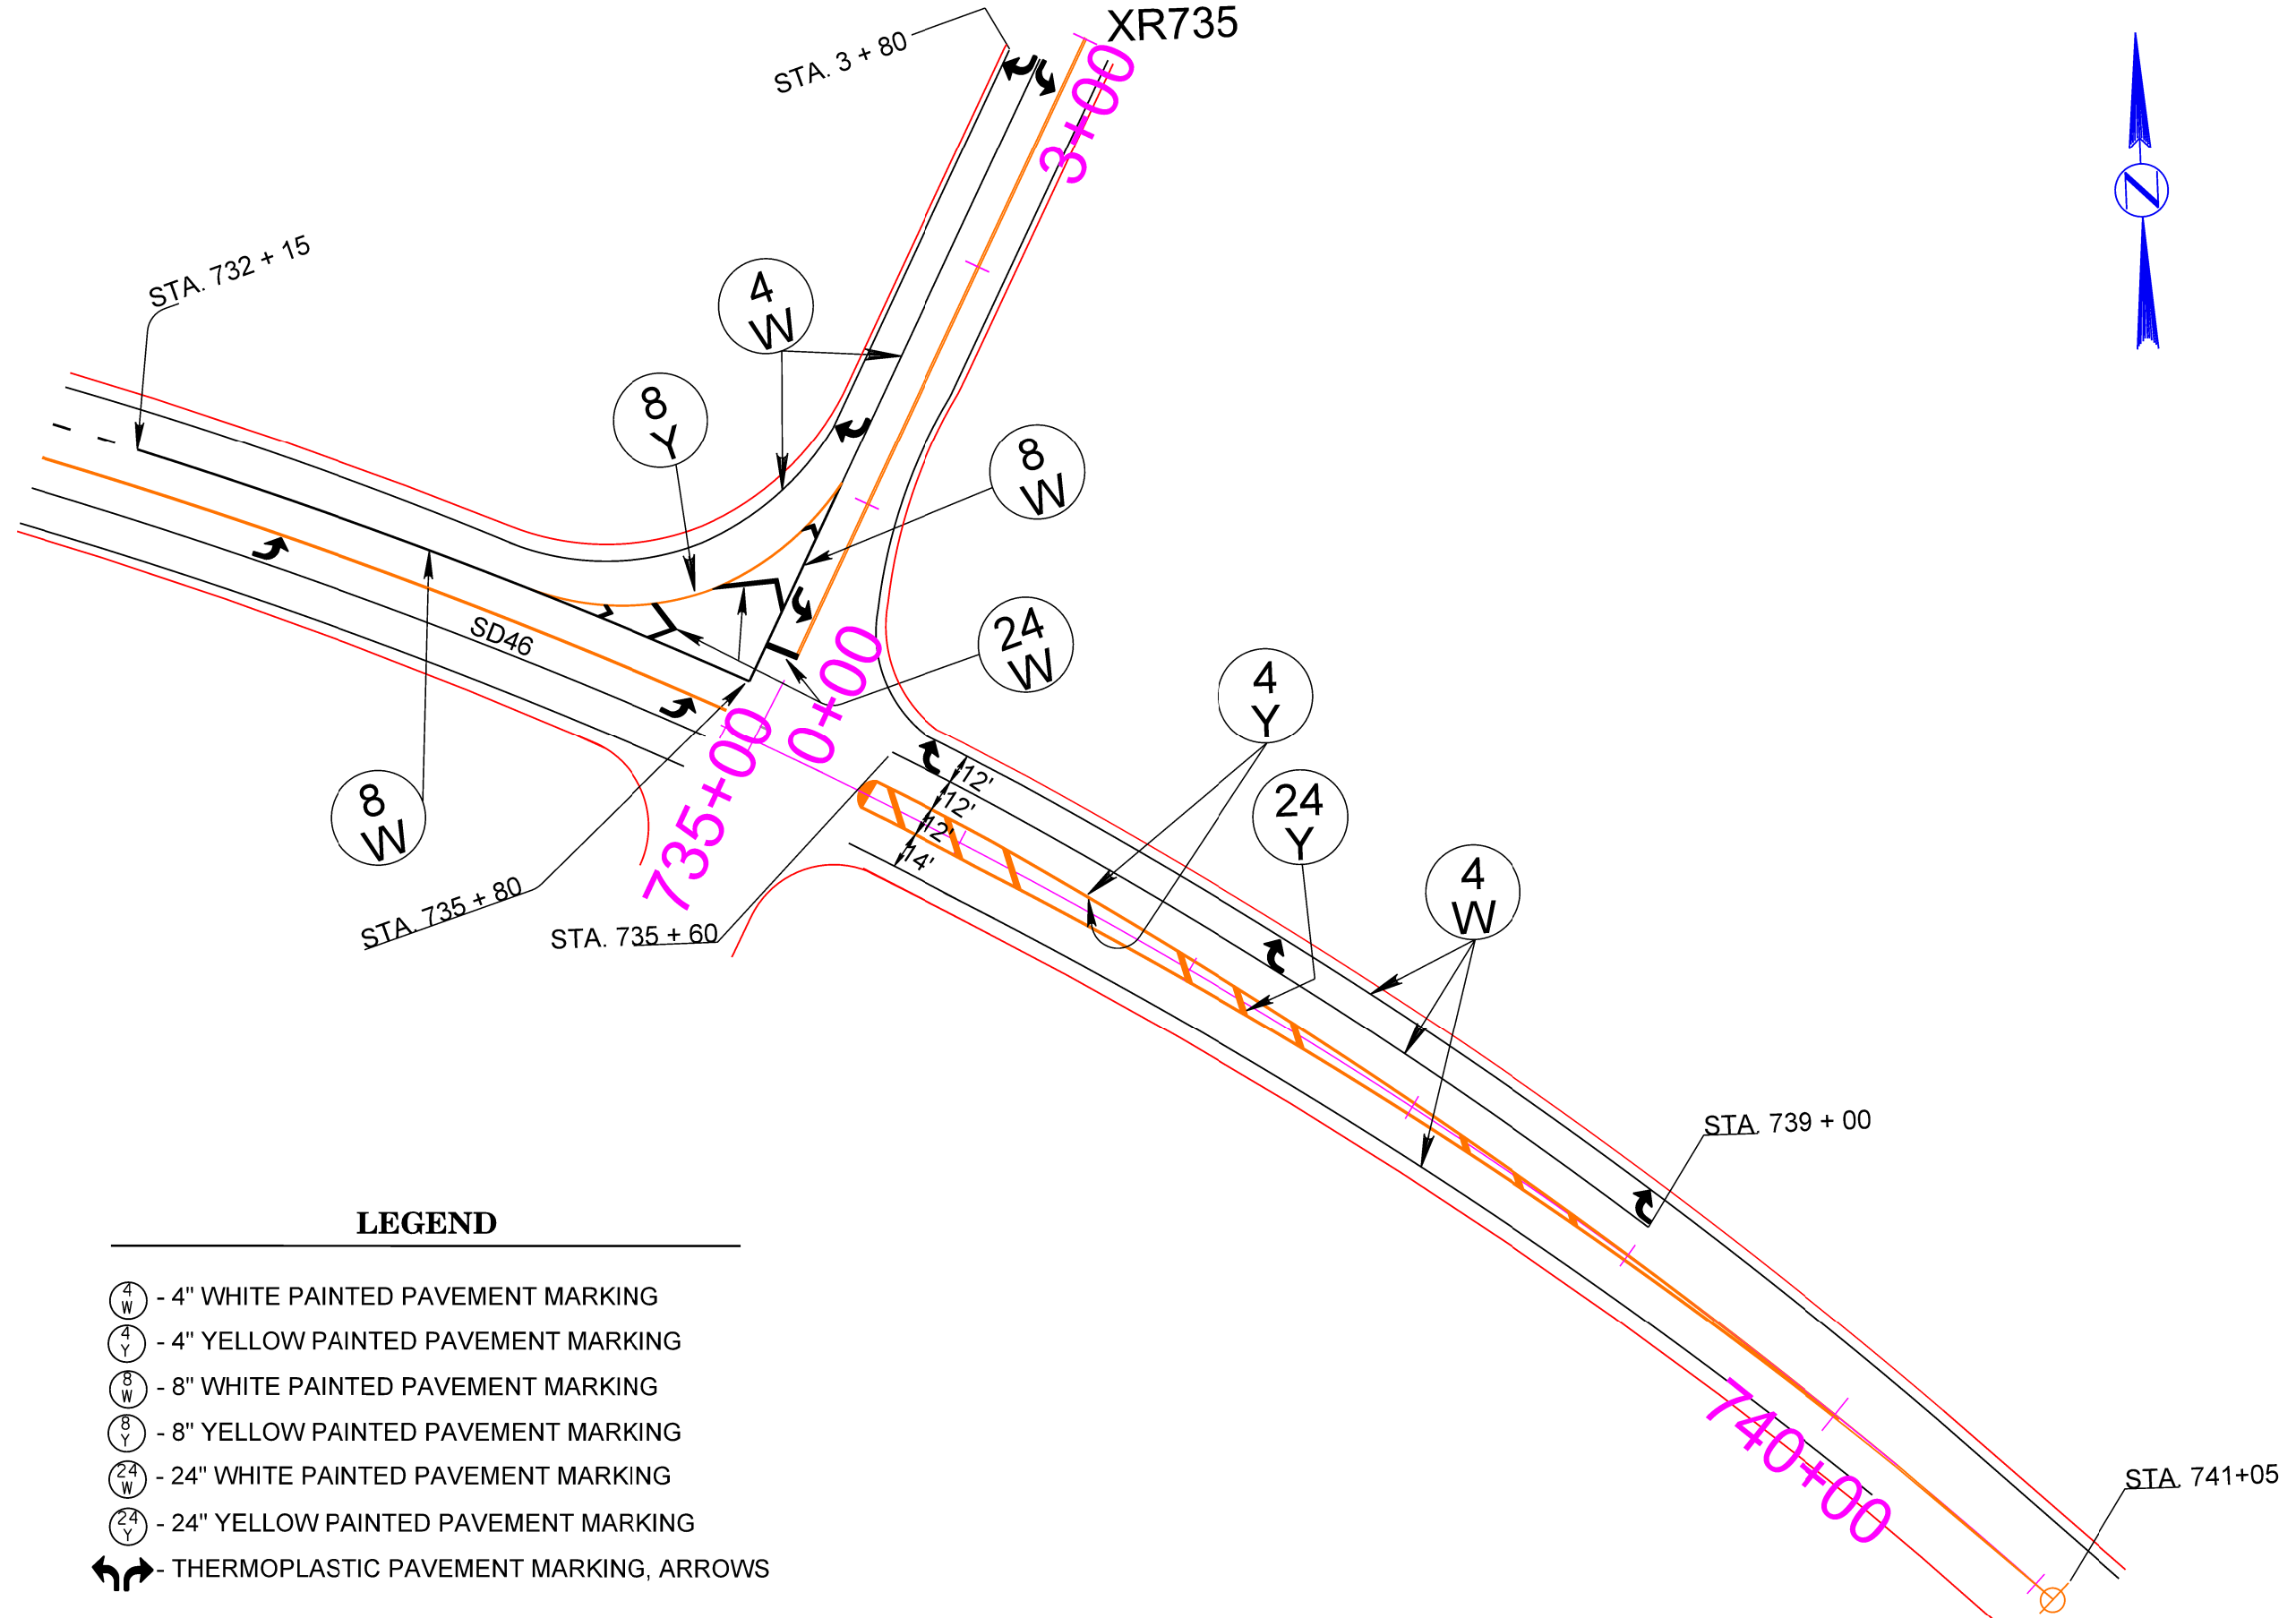 XR735
STA. 3 + 80
3+00
N
STA. 732 + 15
4
W
8
Y
8
W
SD46
24
W
0+00
735+00
4
Y
12'
12'
12'
14'
24
Y
8
W
4
W
STA. 735 + 80
STA. 735 + 60
STA. 739 + 00
740+00
STA. 741+05
LEGEND
4
W
- 4" WHITE PAINTED PAVEMENT MARKING
4
Y
- 4" YELLOW PAINTED PAVEMENT MARKING
8
W
- 8" WHITE PAINTED PAVEMENT MARKING
8
Y
- 8" YELLOW PAINTED PAVEMENT MARKING
24
W
- 24" WHITE PAINTED PAVEMENT MARKING
24
Y
- 24" YELLOW PAINTED PAVEMENT MARKING
- THERMOPLASTIC PAVEMENT MARKING, ARROWS